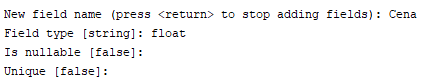 New field name (press <return> to stop adding fields): Cena
Field type [string]: float
Is nullable [false]:
Unique [false]: